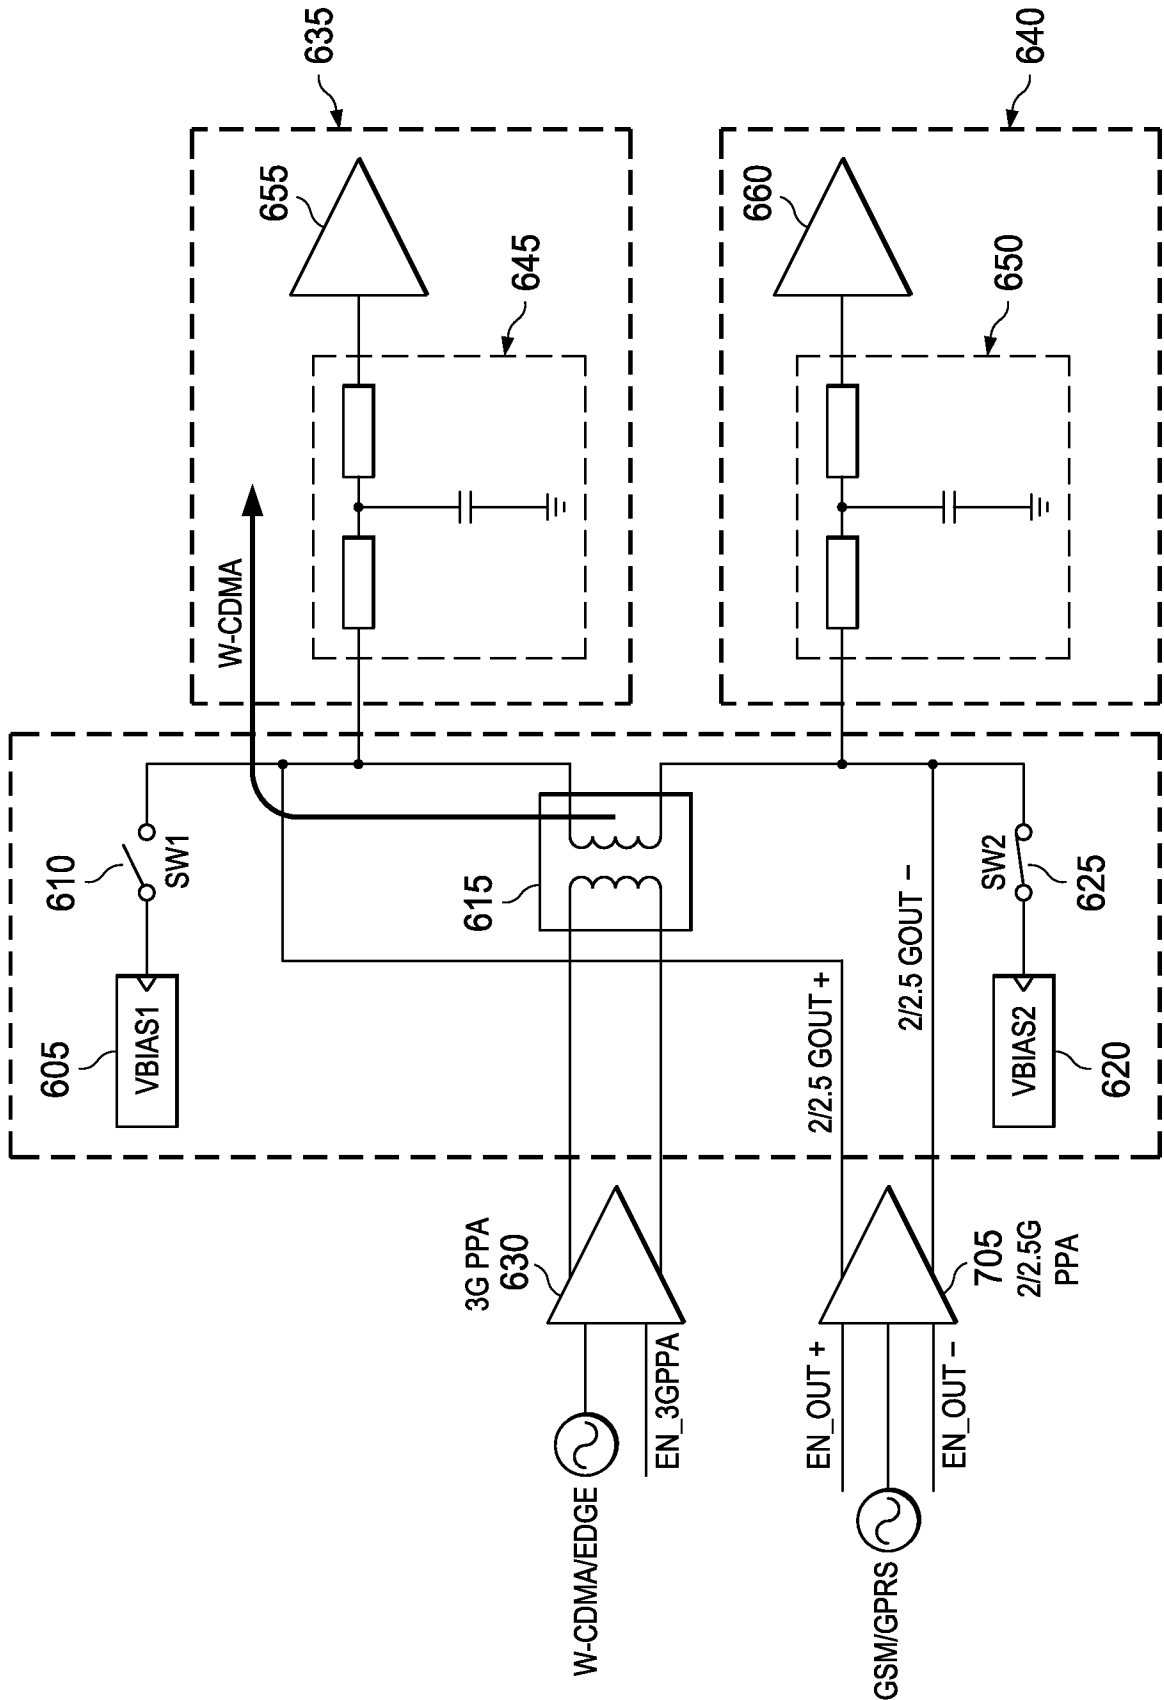 635
640
655
660
645
650
W-CDMA
610
SW1
615
SW2
625
605
VBIAS1
2/2.5 GOUT +
2/2.5 GOUT –
VBIAS2
620
3G PPA
630
705
2/2.5G
PPA
EN_3GPPA
EN_OUT +
EN_OUT –
W-CDMA/EDGE
GSM/GPRS